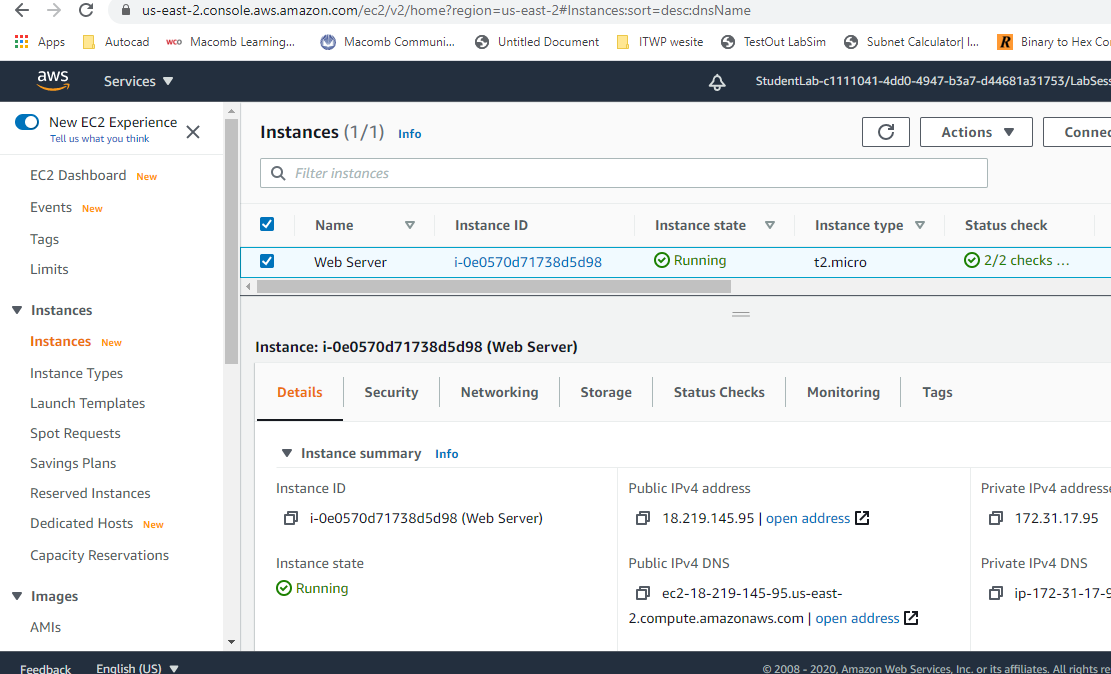 us-east-2.console.aws.amazon.com/ec2/v2/home?region=us-east-2#Instances:sort=desc:dnsName
Apps Autocad wco Macomb Learning... Macomb Communi... Untitled Document ITWP wesite TestOut LabSim Subnet Calculator|I... R Binary to Hex Co
aws Services StudentLab-c1111041-4dd0-4947-b3a7-d44681a31753/LabSess
New EC2 Experience
Tell us what you think
EC2 Dashboard New
Events New
Tags
Limits
Instances
Instances New
Instance Types
Launch Templates
Spot Requests
Savings Plans
Reserved Instances
Dedicated Hosts New
Capacity Reservations
Images
AMIs
Instances (1/1) Info
Actions
Connec
Filter instances
Name Instance ID Instance state Instance type Status check
Web Server i-0e0570d71738d5d98 Running t2.micro 2/2 checks ...
Instance: i-0e0570d71738d5d98 (Web Server)
Details Security Networking Storage Status Checks Monitoring Tags
Instance summary Info
Instance ID
i-0e0570d71738d5d98 (Web Server)
Public IPv4 address
18.219.145.95 | open address
Private IPv4 addresse
172.31.17.95
Instance state
Running
Public IPv4 DNS
ec2-18-219-145-95.us-east-
2.compute.amazonaws.com | open address
Private IPv4 DNS
ip-172-31-17-9
Feedback English (US) © 2008 - 2020, Amazon Web Services, Inc. or its affiliates. All rights re